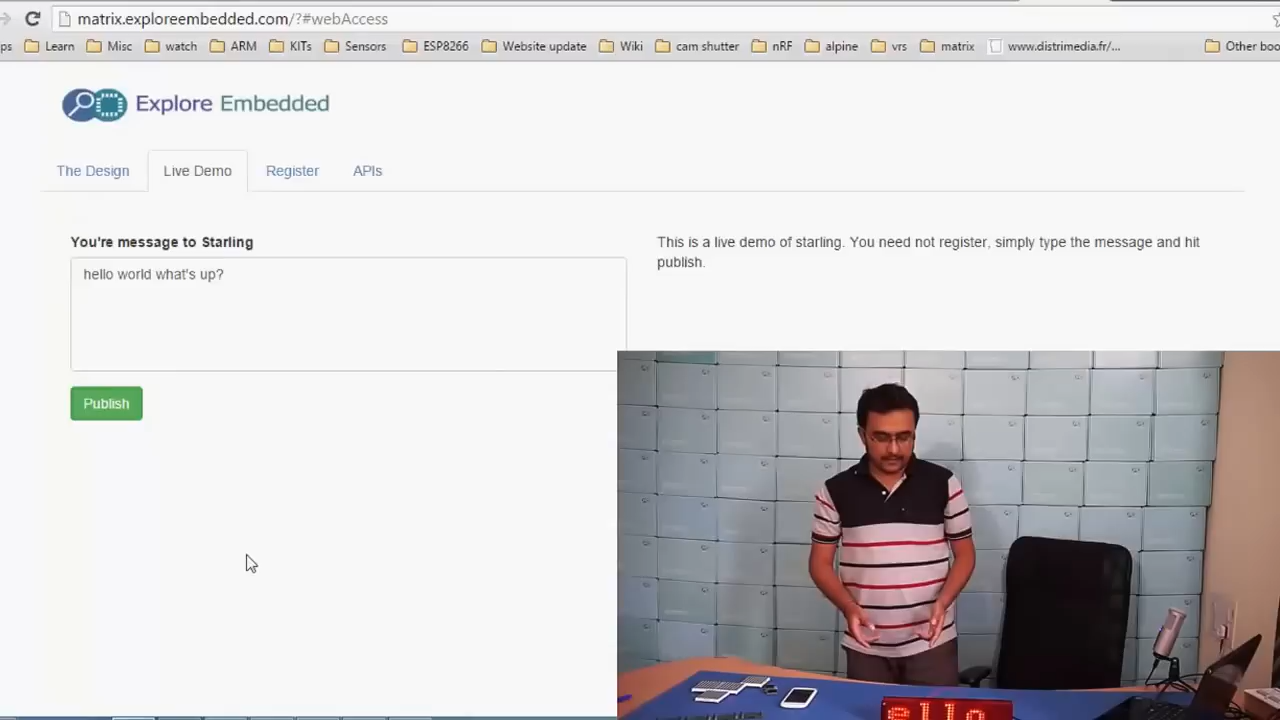 matrix.exploreembedded.com/?#webAccess
ps Learn Misc watch ARM KITs Sensors ESP8266 Website update Wiki cam shutter nRF alpine vrs matrix www.distrimedia.fr/... Other boo
Explore Embedded
The Design Live Demo Register APIs
You're message to Starling
hello world what's up?
This is a live demo of starling. You need not register, simply type the message and hit
publish.
Publish
ello